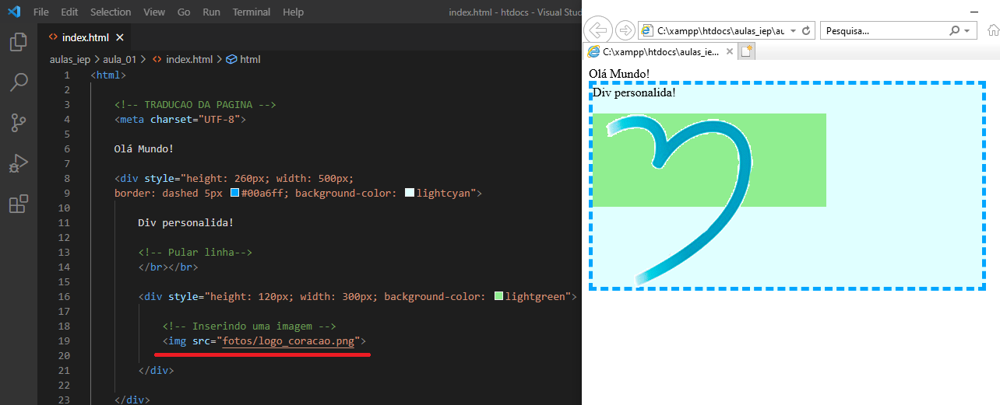 File Edit Selection View Go Run Terminal Help index.html - htdocs - Visual Stud
index.html
aulas_iep > aula_01 > index.html > html
1 <html>
2
3 <!-- TRADUCAO DA PAGINA -->
4 <meta charset="UTF-8">
5
6 Olá Mundo!
7
8 <div style="height: 260px; width: 500px;
9 border: dashed 5px #00a6ff; background-color: lightcyan">
10
11 Div personalida!
12
13 <!-- Pular linha-->
14 </br></br>
15
16 <div style="height: 120px; width: 300px; background-color: lightgreen">
17
18 <!-- Inserindo uma imagem -->
19 <img src="fotos/logo_coracao.png">
20
21 </div>
22
23 </div>
C:\xampp\htdocs\aulas_iep\au
Pesquisa...
C:\xampp\htdocs\aulas_ie...
Olá Mundo!
Div personalida!